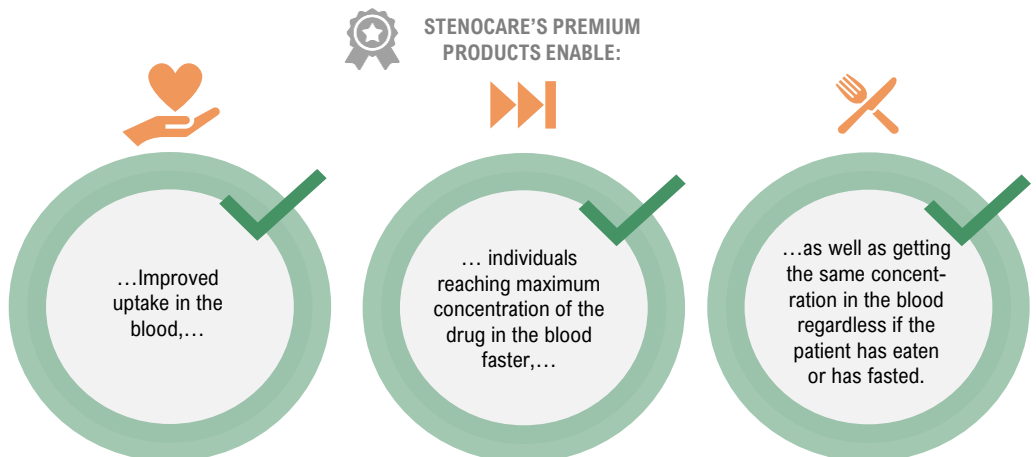 STENOCARE'S PREMIUM
PRODUCTS ENABLE:
…Improved
uptake in the
blood,…
… individuals
reaching maximum
concentration of the
drug in the blood
faster,…
…as well as getting
the same concent-
ration in the blood
regardless if the
patient has eaten
or has fasted.